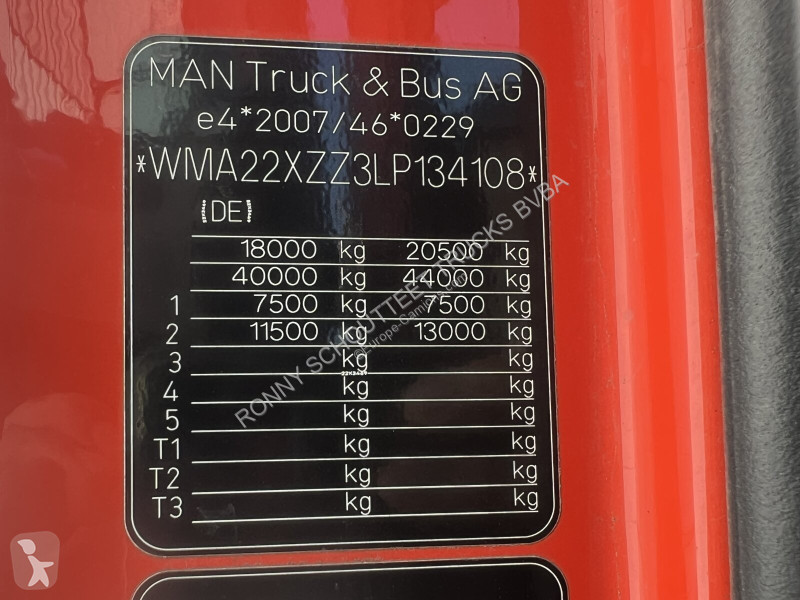 MAN Truck & Bus AG
e4*2007/46*0229
*WMA22XZZ3LP134108*
(DE)
18000 kg 20500 kg
40000 kg 44000 kg
1 7500 kg 7500 kg
2 11500 kg 13000 kg
3 kg kg
4 kg kg
5 kg kg
T1 kg kg
T2 kg kg
T3 kg kg
RONNY SCHOUTTEET TRUCKS BVBA